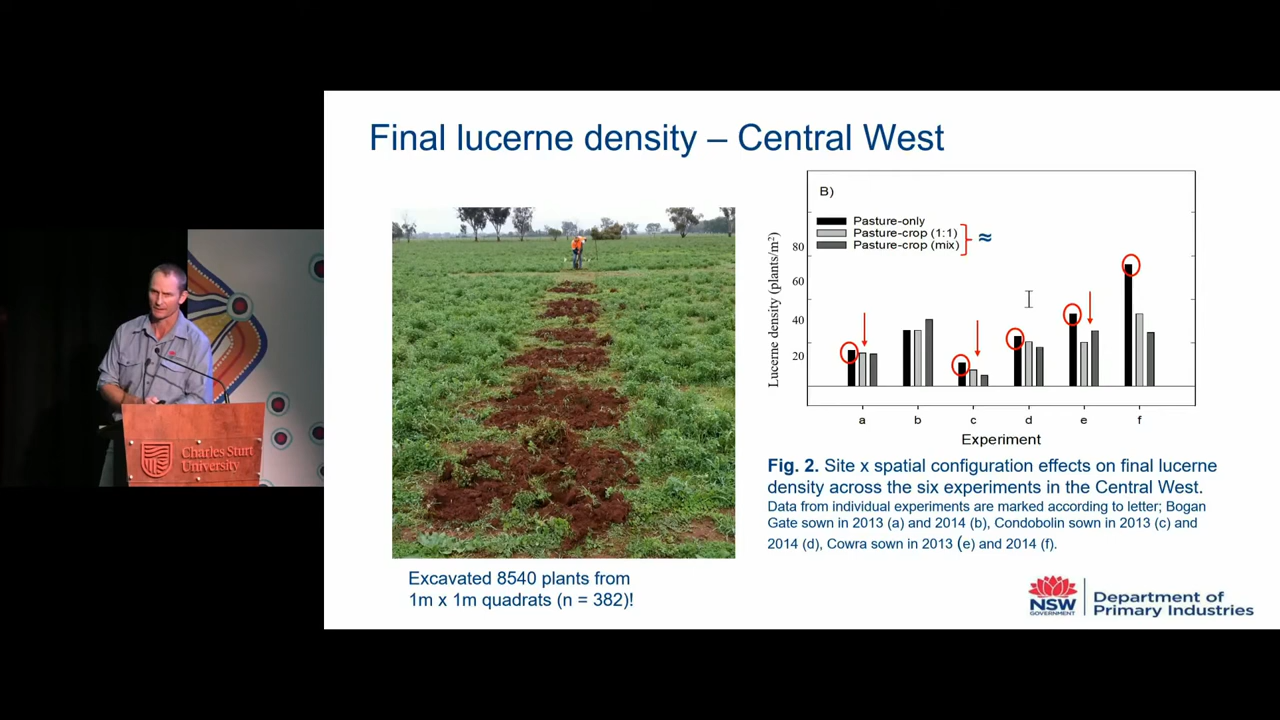 Final lucerne density – Central West
B)
Pasture-only
Pasture-crop (1:1)
Pasture-crop (mix)
≈
Lucerne density (plants/m²)
80
60
40
20
a b c d e f
Experiment
Fig. 2. Site x spatial configuration effects on final lucerne
density across the six experiments in the Central West.
Data from individual experiments are marked according to letter; Bogan
Gate sown in 2013 (a) and 2014 (b), Condobolin sown in 2013 (c) and
2014 (d), Cowra sown in 2013 (e) and 2014 (f).
Excavated 8540 plants from
1m x 1m quadrats (n = 382)!
NSW
GOVERNMENT
Department of
Primary Industries
Charles Sturt
University